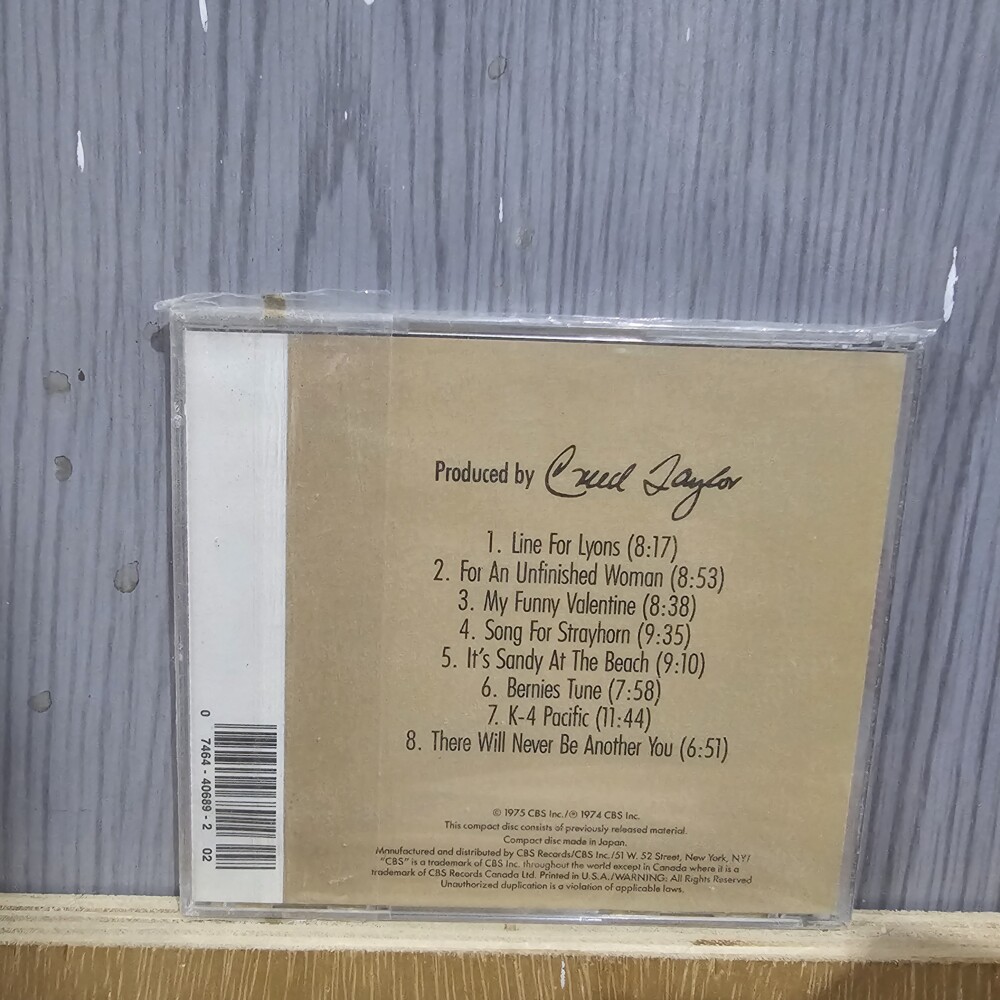 Produced by Creed Taylor
1. Line For Lyons (8:17)
2. For An Unfinished Woman (8:53)
3. My Funny Valentine (8:38)
4. Song For Strayhorn (9:35)
5. It's Sandy At The Beach (9:10)
6. Bernies Tune (7:58)
7. K-4 Pacific (11:44)
8. There Will Never Be Another You (6:51)
© 1975 CBS Inc./℗ 1974 CBS Inc.
This compact disc consists of previously released material.
Compact disc made in Japan.
Manufactured and distributed by CBS Records/CBS Inc./51 W. 52 Street, New York, NY/
"CBS" is a trademark of CBS Inc. throughout the world except in Canada where it is a
trademark of CBS Records Canada Ltd. Printed in U.S.A./WARNING: All Rights Reserved
Unauthorized duplication is a violation of applicable laws.
0 7464-40689-2 02